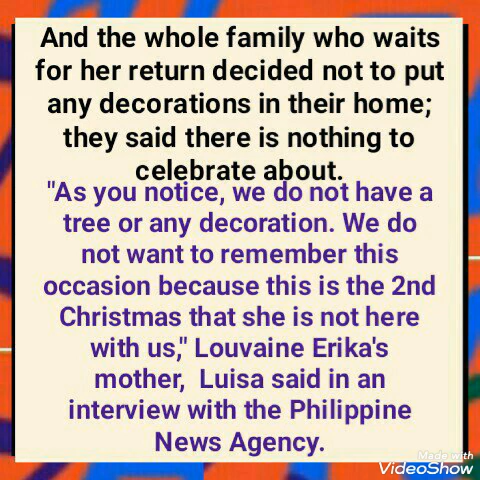 And the whole family who waits
for her return decided not to put
any decorations in their home;
they said there is nothing to
celebrate about.
"As you notice, we do not have a
tree or any decoration. We do
not want to remember this
occasion because this is the 2nd
Christmas that she is not here
with us," Louvaine Erika's
mother, Luisa said in an
interview with the Philippine
News Agency.
Made with
VideoShow